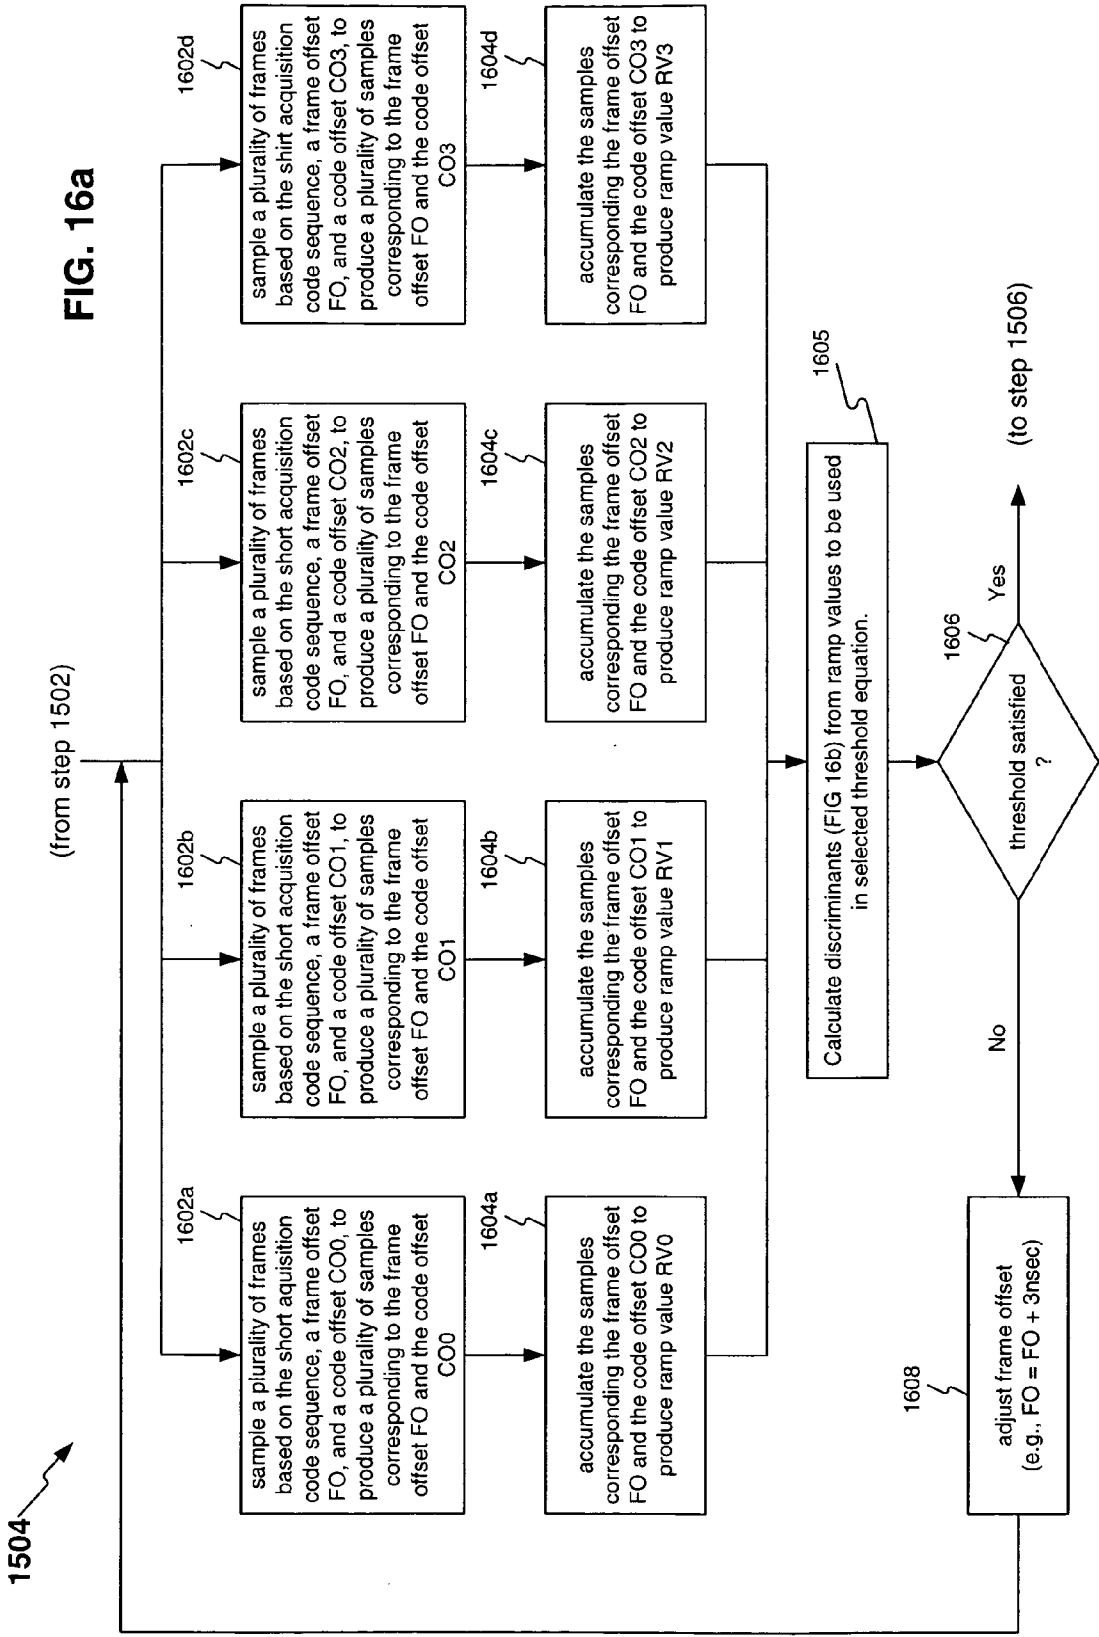 1504
FIG. 16a
(from step 1502)
1602a
sample a plurality of frames
based on the short aquisition
code sequence, a frame offset
FO, and a code offset CO0, to
produce a plurality of samples
corresponding to the frame
offset FO and the code offset
CO0
1602b
sample a plurality of frames
based on the short acquisition
code sequence, a frame offset
FO, and a code offset CO1, to
produce a plurality of samples
corresponding to the frame
offset FO and the code offset
CO1
1602c
sample a plurality of frames
based on the short acquisition
code sequence, a frame offset
FO, and a code offset CO2, to
produce a plurality of samples
corresponding to the frame
offset FO and the code offset
CO2
1602d
sample a plurality of frames
based on the shirt acquisition
code sequence, a frame offset
FO, and a code offset CO3, to
produce a plurality of samples
corresponding to the frame
offset FO and the code offset
CO3
1604a
accumulate the samples
corresponding the frame offset
FO and the code offset CO0 to
produce ramp value RV0
1604b
accumulate the samples
corresponding the frame offset
FO and the code offset CO1 to
produce ramp value RV1
1604c
accumulate the samples
corresponding the frame offset
FO and the code offset CO2 to
produce ramp value RV2
1604d
accumulate the samples
corresponding the frame offset
FO and the code offset CO3 to
produce ramp value RV3
1605
Calculate discriminants (FIG 16b) from ramp values to be used
in selected threshold equation.
1606
threshold satisfied
?
Yes
(to step 1506)
No
1608
adjust frame offset
(e.g., FO = FO + 3nsec)